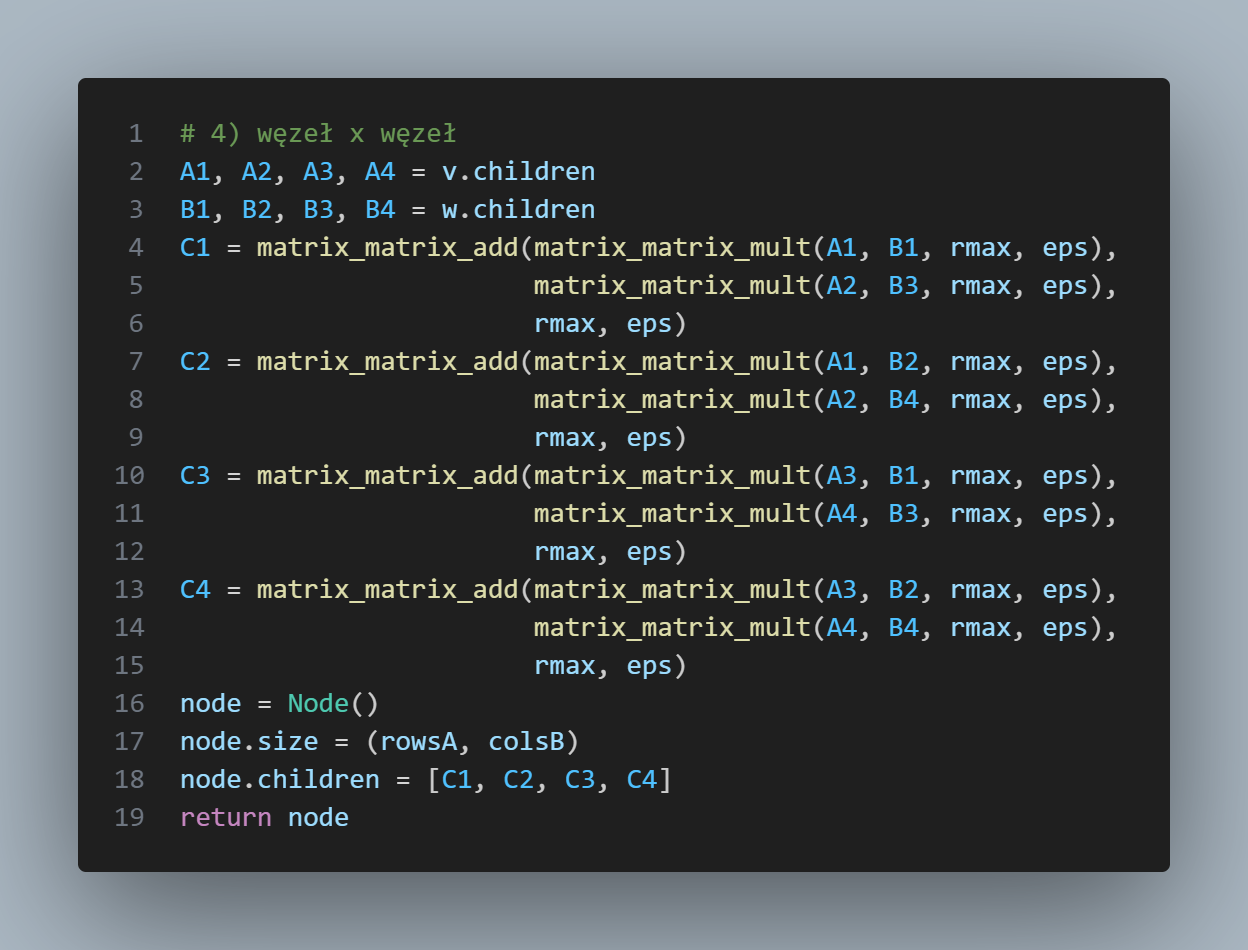 1 # 4) węzeł x węzeł
2 A1, A2, A3, A4 = v.children
3 B1, B2, B3, B4 = w.children
4 C1 = matrix_matrix_add(matrix_matrix_mult(A1, B1, rmax, eps),
5                        matrix_matrix_mult(A2, B3, rmax, eps),
6                        rmax, eps)
7 C2 = matrix_matrix_add(matrix_matrix_mult(A1, B2, rmax, eps),
8                        matrix_matrix_mult(A2, B4, rmax, eps),
9                        rmax, eps)
10 C3 = matrix_matrix_add(matrix_matrix_mult(A3, B1, rmax, eps),
11                        matrix_matrix_mult(A4, B3, rmax, eps),
12                        rmax, eps)
13 C4 = matrix_matrix_add(matrix_matrix_mult(A3, B2, rmax, eps),
14                        matrix_matrix_mult(A4, B4, rmax, eps),
15                        rmax, eps)
16 node = Node()
17 node.size = (rowsA, colsB)
18 node.children = [C1, C2, C3, C4]
19 return node